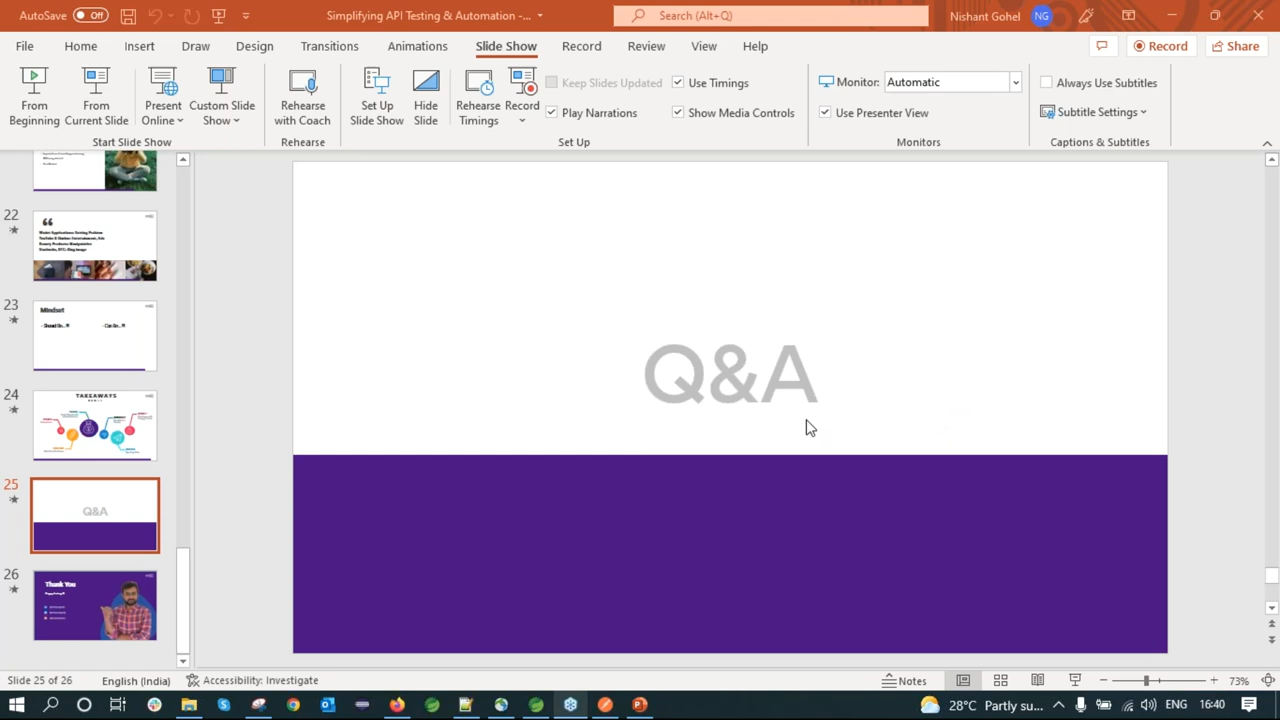 AutoSave Off Simplifying API Testing & Automation -... Search (Alt+Q) Nishant Gohel NG
File Home Insert Draw Design Transitions Animations Slide Show Record Review View Help Record Share
From Beginning
From Current Slide
Present Online
Custom Slide Show
Start Slide Show
Rehearse with Coach
Rehearse
Set Up Slide Show
Hide Slide
Rehearse Timings
Record
Keep Slides Updated
Use Timings
Play Narrations
Show Media Controls
Set Up
Monitor: Automatic
Use Presenter View
Monitors
Always Use Subtitles
Subtitle Settings
Captions & Subtitles
22
23
Mindset
24
TAKEAWAYS
25
Q&A
26
Thank You
Q&A
Slide 25 of 26 English (India) Accessibility: Investigate Notes 73%
28°C Partly su... ENG 16:40